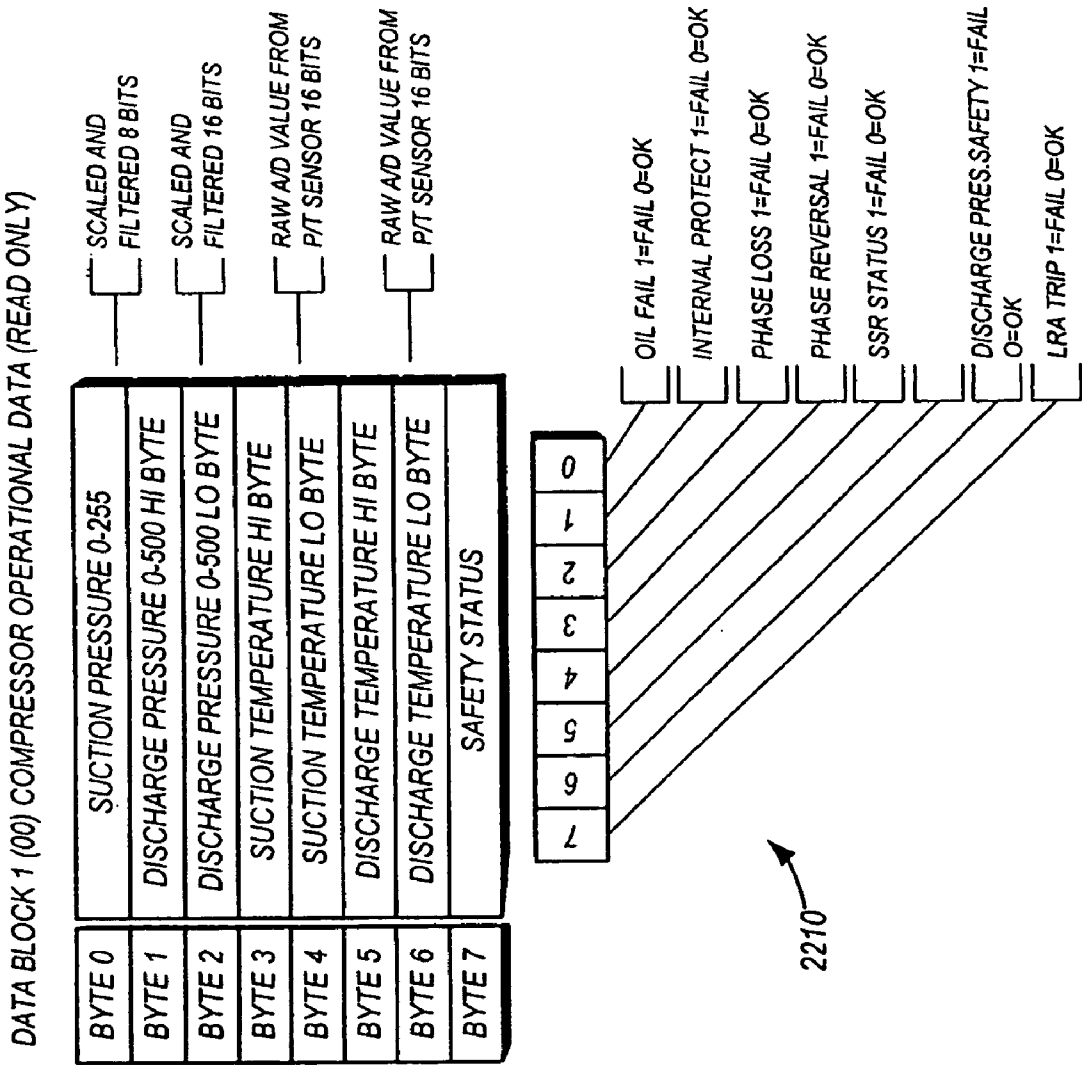 DATA BLOCK 1 (00) COMPRESSOR OPERATIONAL DATA (READ ONLY)
BYTE 0 SUCTION PRESSURE 0-255
BYTE 1 DISCHARGE PRESSURE 0-500 HI BYTE
BYTE 2 DISCHARGE PRESSURE 0-500 LO BYTE
BYTE 3 SUCTION TEMPERATURE HI BYTE
BYTE 4 SUCTION TEMPERATURE LO BYTE
BYTE 5 DISCHARGE TEMPERATURE HI BYTE
BYTE 6 DISCHARGE TEMPERATURE LO BYTE
BYTE 7 SAFETY STATUS
SCALED AND
FILTERED 8 BITS
SCALED AND
FILTERED 16 BITS
RAW A/D VALUE FROM
P/T SENSOR 16 BITS
RAW A/D VALUE FROM
P/T SENSOR 16 BITS
7 6 5 4 3 2 1 0
OIL FAIL 1=FAIL 0=OK
INTERNAL PROTECT 1=FAIL 0=OK
PHASE LOSS 1=FAIL 0=OK
PHASE REVERSAL 1=FAIL 0=OK
SSR STATUS 1=FAIL 0=OK
DISCHARGE PRES.SAFETY 1=FAIL
O=OK
LRA TRIP 1=FAIL 0=OK
2210